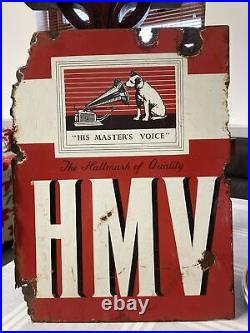 "HIS MASTER'S VOICE"
The Hallmark of Quality
HMV